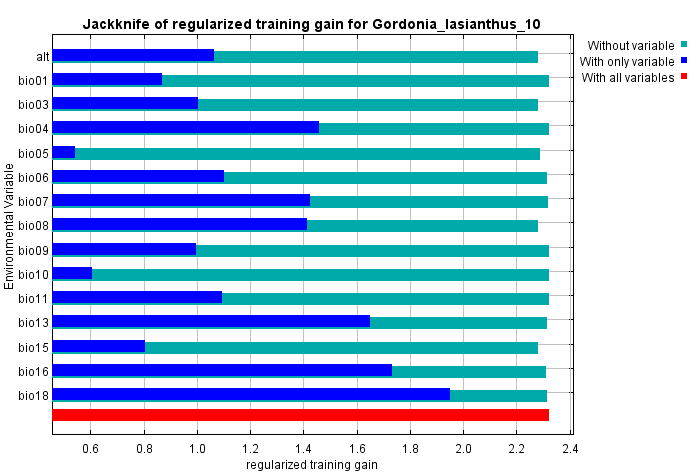 Jackknife of regularized training gain for Gordonia_lasianthus_10
Without variable
With only variable
With all variables
Environmental Variable
alt
bio01
bio03
bio04
bio05
bio06
bio07
bio08
bio09
bio10
bio11
bio13
bio15
bio16
bio18
0.6 0.8 1.0 1.2 1.4 1.6 1.8 2.0 2.2 2.4
regularized training gain